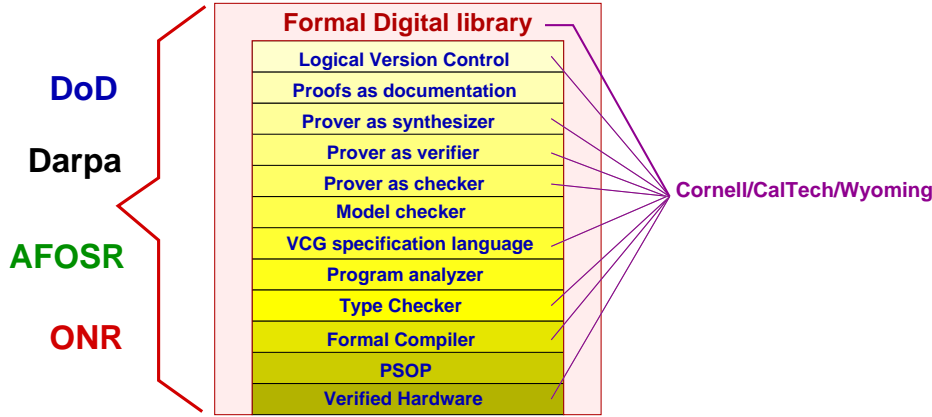 Formal Digital library
Logical Version Control
Proofs as documentation
Prover as synthesizer
Prover as verifier
Prover as checker
Model checker
VCG specification language
Program analyzer
Type Checker
Formal Compiler
PSOP
Verified Hardware
DoD
Darpa
AFOSR
ONR
Cornell/CalTech/Wyoming